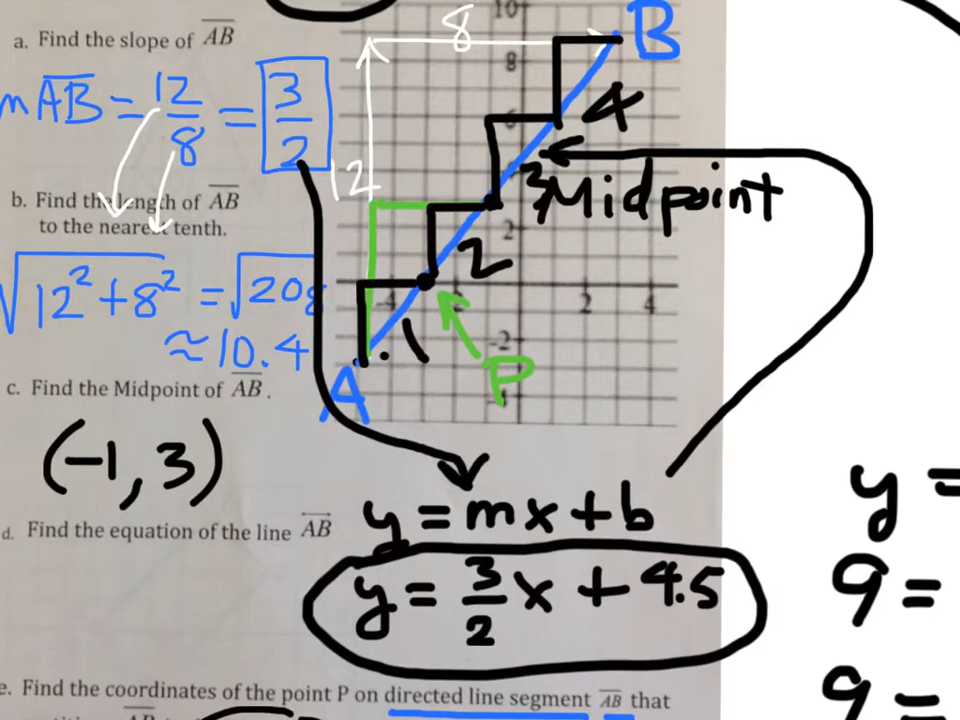 a. Find the slope of AB
mAB = 12/8 = 3/2
b. Find the length of AB
to the nearest tenth.
√12²+8² = √208
≈10.4
c. Find the Midpoint of AB.
(-1, 3)
d. Find the equation of the line AB
y = mx + b
y = 3/2 x + 4.5
e. Find the coordinates of the point P on directed line segment AB that
10
8
B
8
6
4
12
3
Midpoint
2
2
-4
2
4
1
-2
P
-4
A
y =
9 =
9 =